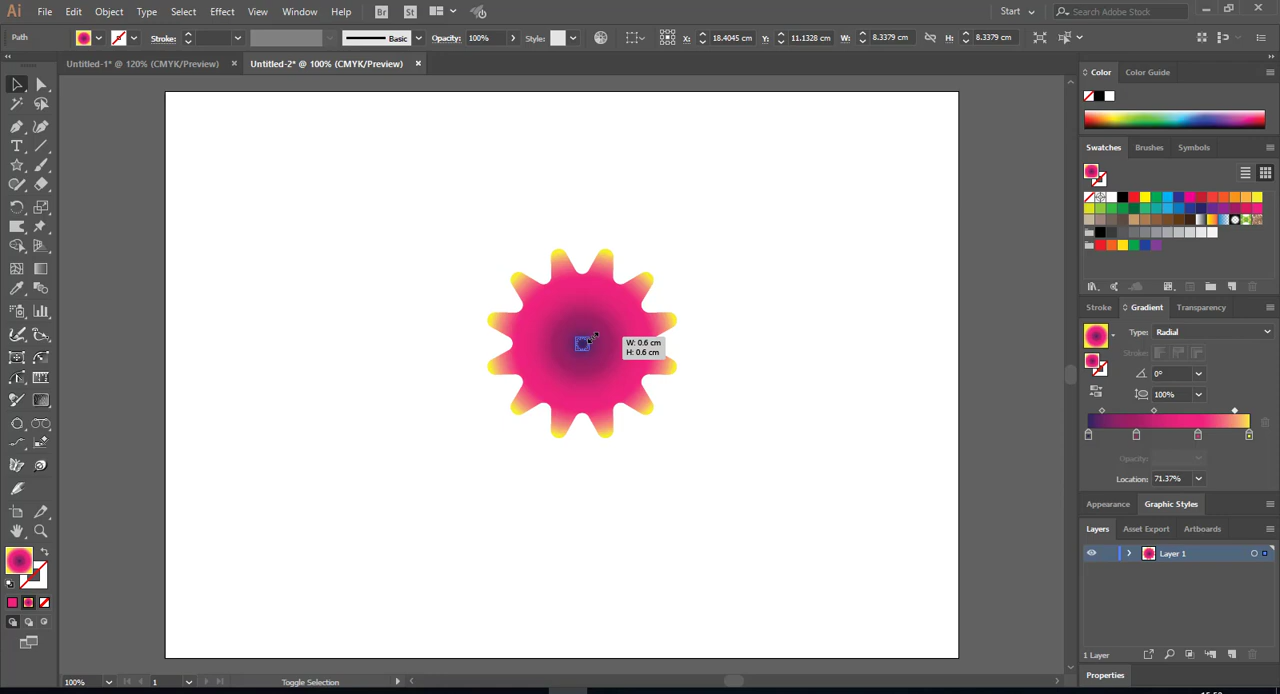 Ai File Edit Object Type Select Effect View Window Help Br St Start Search Adobe Stock
Path Stroke: Basic Opacity: 100% Style: X: 18.4045 cm Y: 11.1328 cm W: 8.3379 cm H: 8.3379 cm
Untitled-1* @ 120% (CMYK/Preview) Untitled-2* @ 100% (CMYK/Preview)
Color Color Guide
Swatches Brushes Symbols
Stroke Gradient Transparency
Type: Radial
Stroke:
0°
W: 0.6 cm
H: 0.6 cm
100%
Opacity:
Location: 71.37%
Appearance Graphic Styles
Layers Asset Export Artboards
Layer 1
1 Layer
Properties
100% 1 Toggle Selection